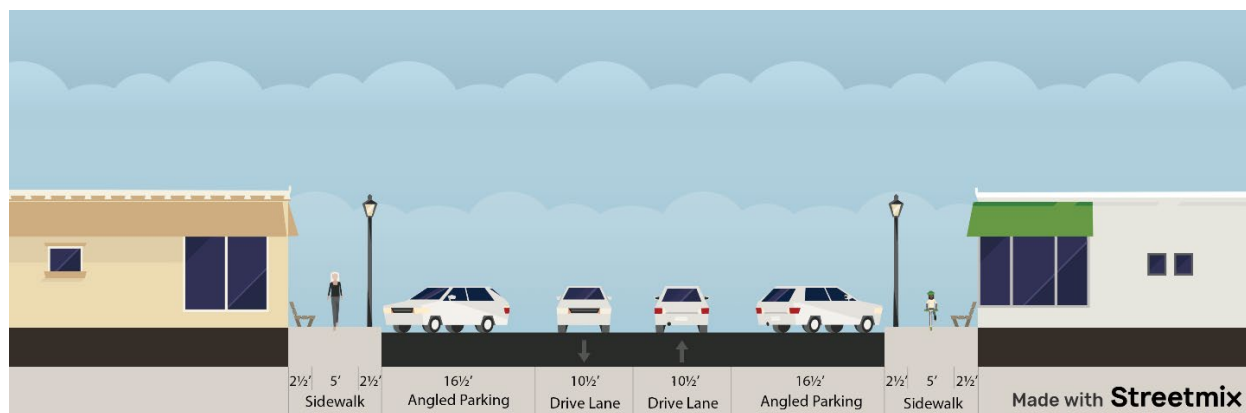 2½’ 5’ 2½’ 16½’ 10½’ 10½’ 16½’ 2½’ 5’ 2½’
Sidewalk Angled Parking Drive Lane Drive Lane Angled Parking Sidewalk
Made with Streetmix